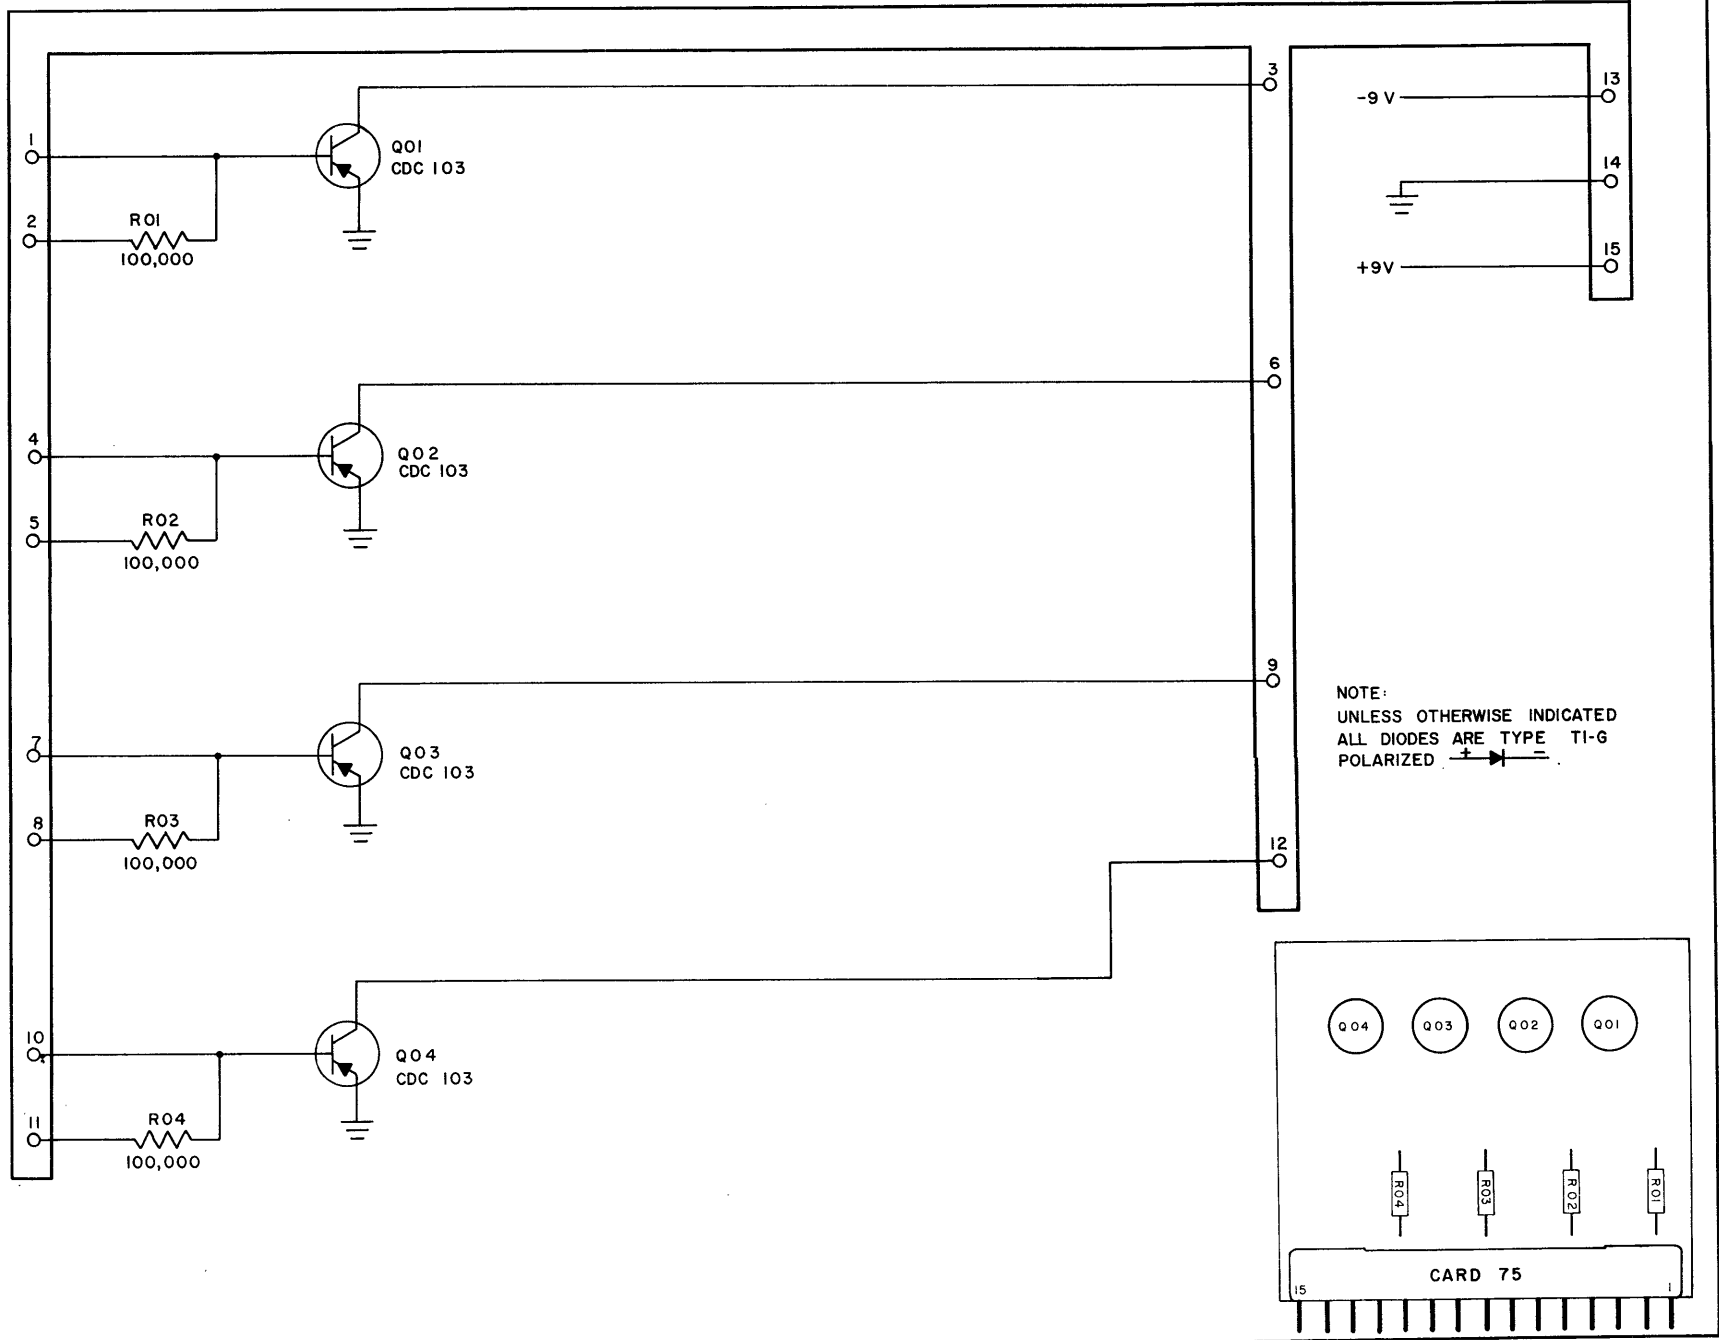 3
13
-9 V
1
Q01
CDC 103
14
2
R01
100,000
15
+9V
6
4
Q02
CDC 103
5
R02
100,000
9
7
Q03
CDC 103
NOTE:
UNLESS OTHERWISE INDICATED
ALL DIODES ARE TYPE T1-G
POLARIZED + -
8
R03
100,000
12
10
Q04
CDC 103
11
R04
100,000
Q04 Q03 Q02 Q01
R04 R03 R02 R01
CARD 75
15 1